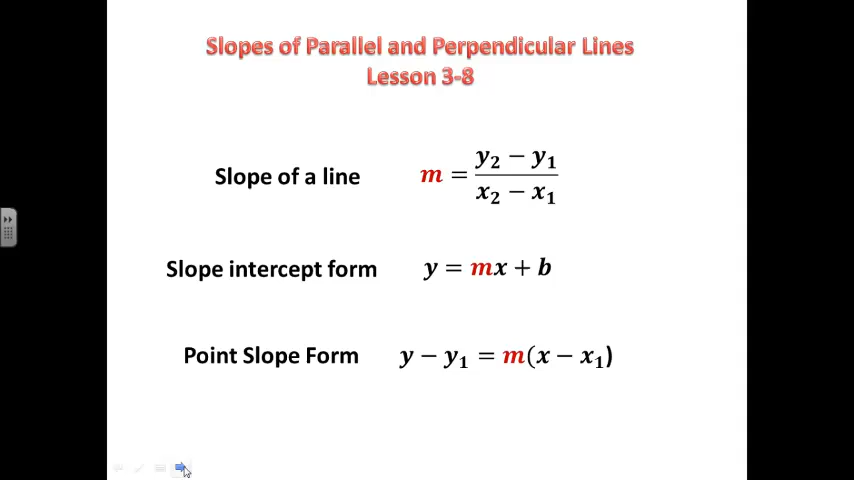 Slopes of Parallel and Perpendicular Lines
Lesson 3-8
Slope of a line m = (y₂ − y₁)/(x₂ − x₁)
Slope intercept form y = mx + b
Point Slope Form y − y₁ = m(x − x₁)